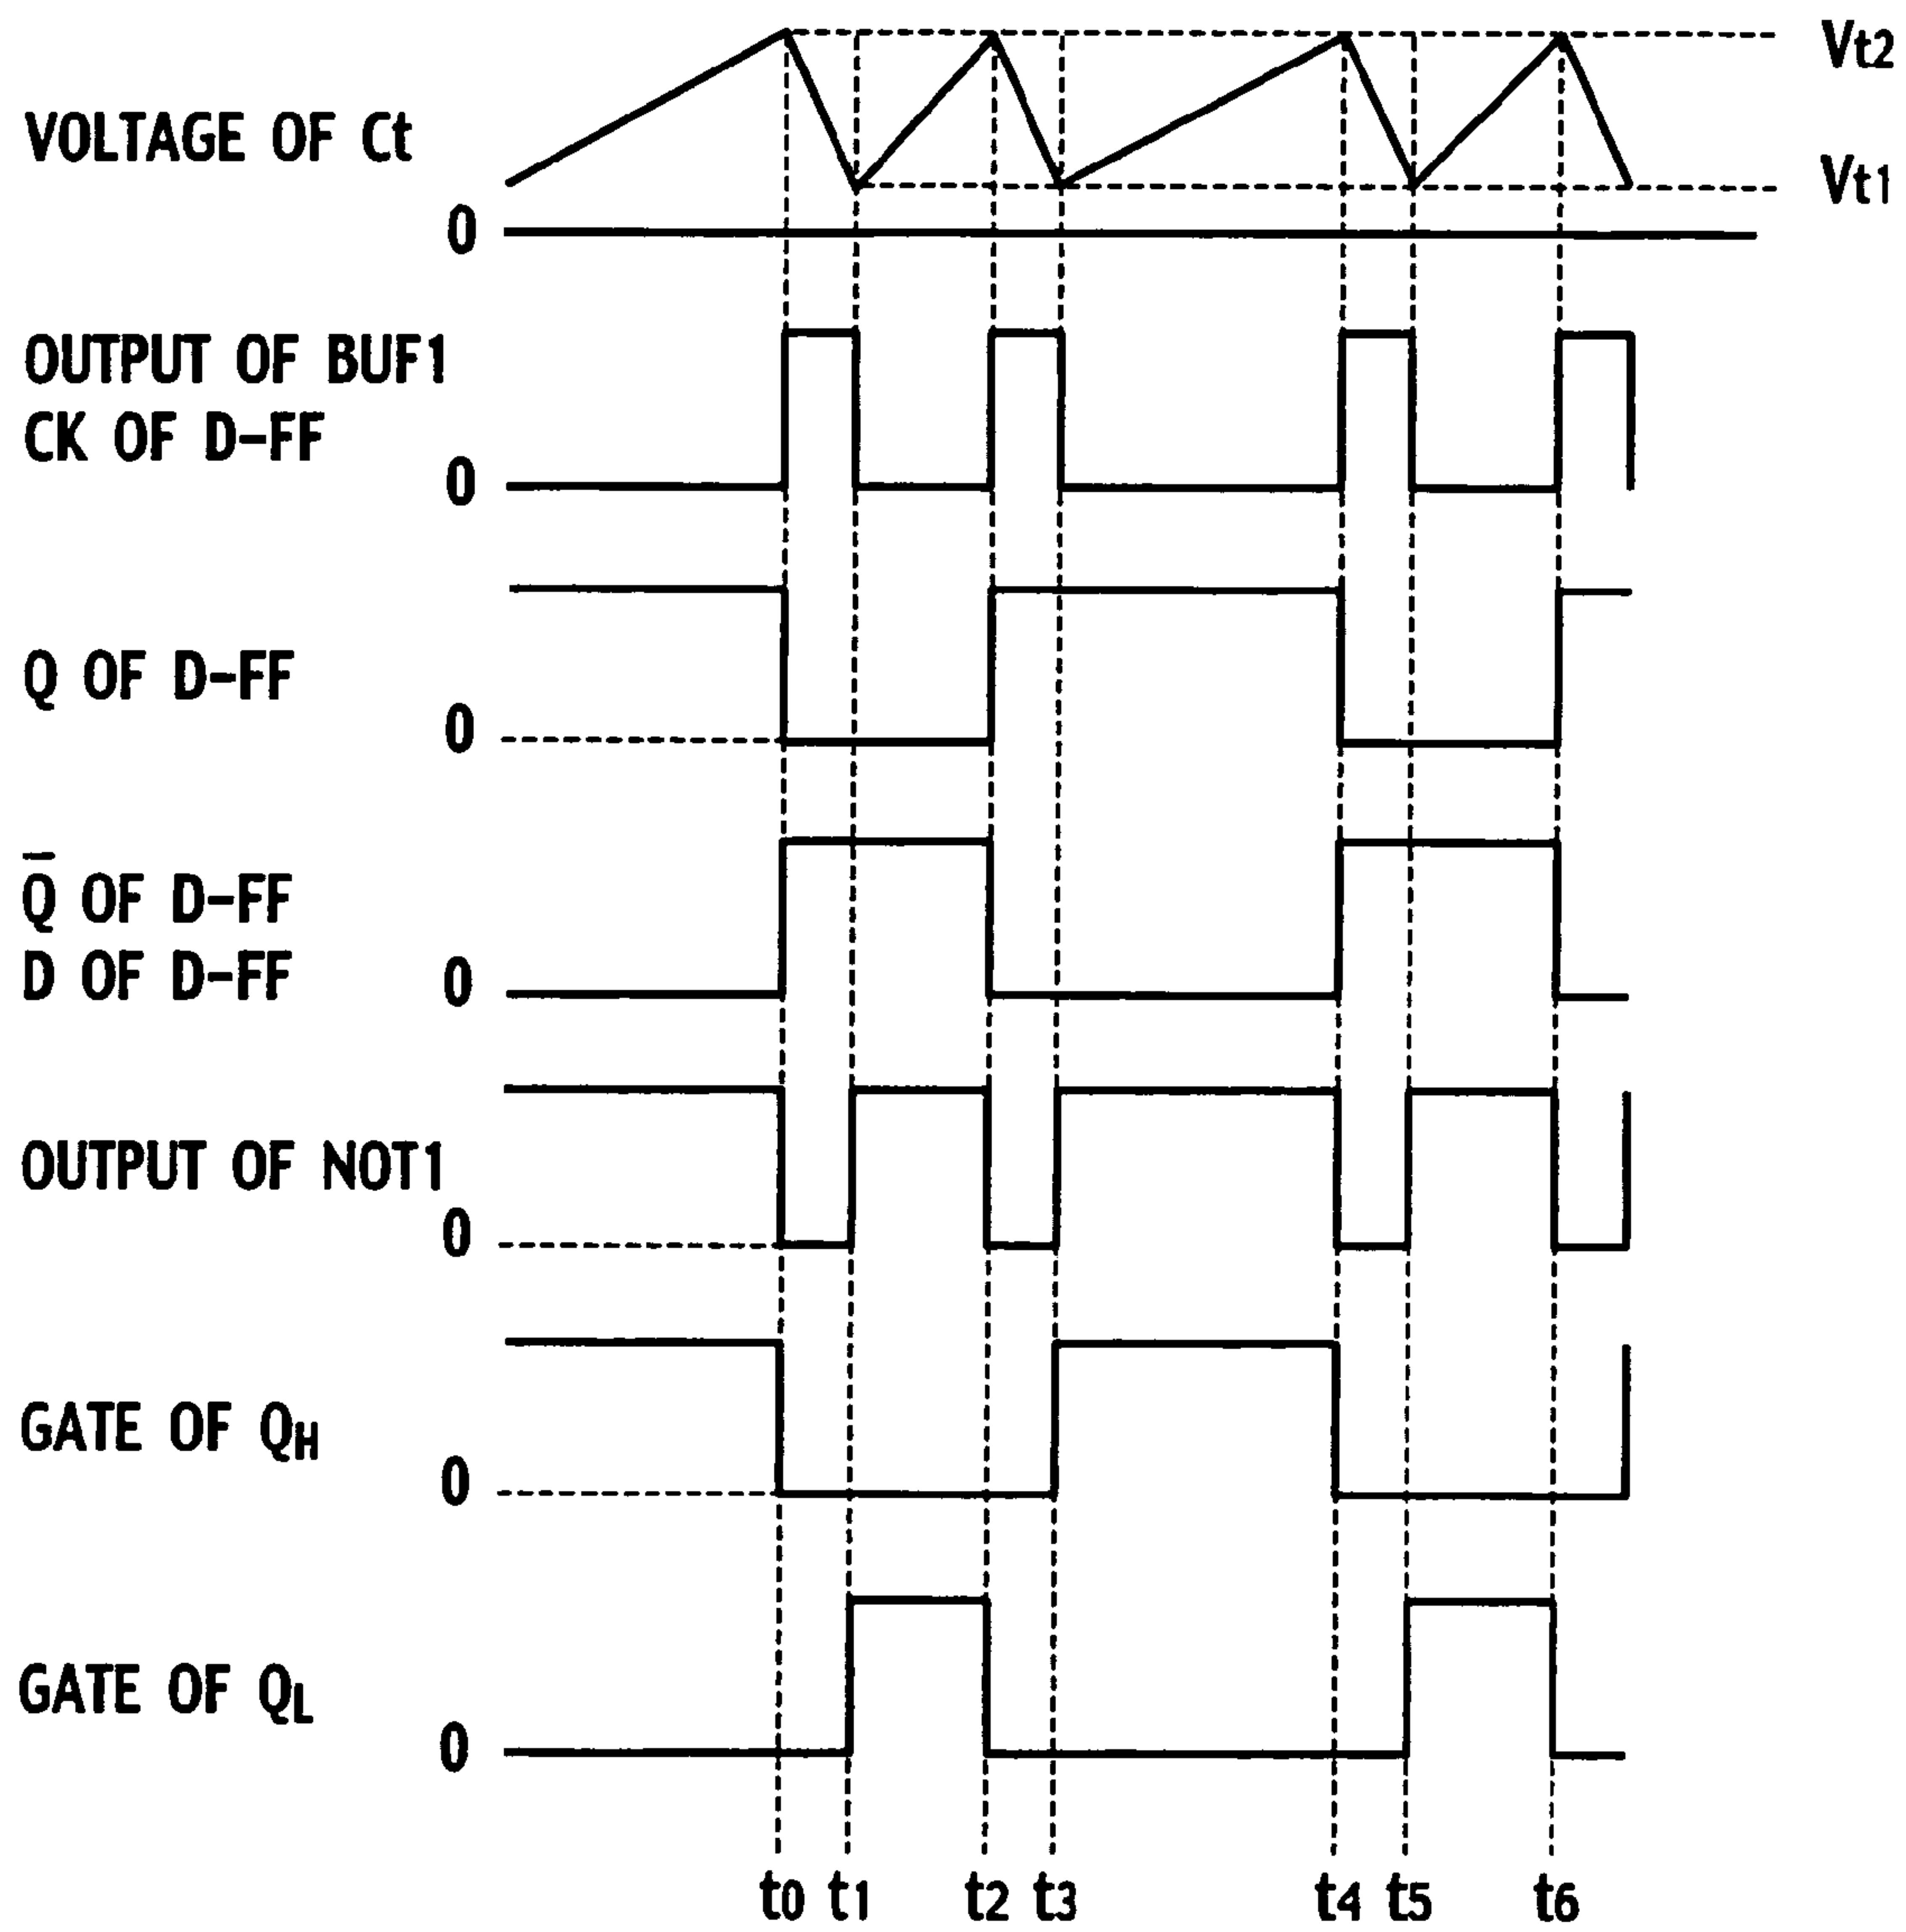 Vt2
VOLTAGE OF Ct
Vt1
0
OUTPUT OF BUF1
CK OF D-FF
0
Q OF D-FF
0
Q̅ OF D-FF
D OF D-FF
0
OUTPUT OF NOT1
0
GATE OF QH
0
GATE OF QL
0
t0 t1 t2 t3 t4 t5 t6